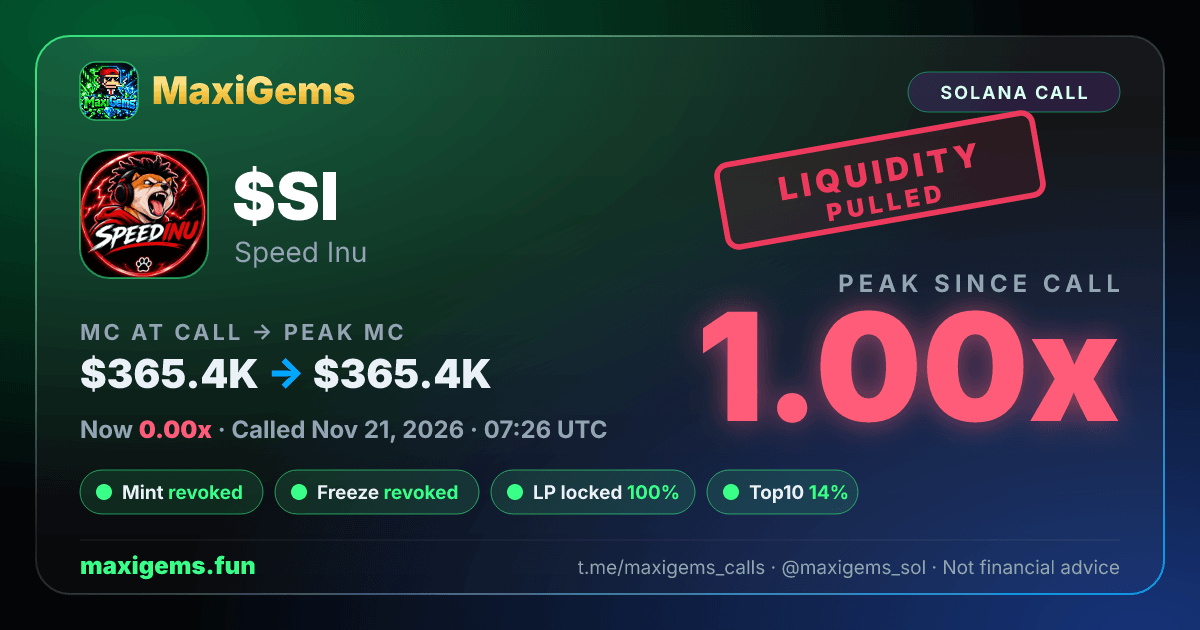 MaxiGems
MaxiGems
SOLANA CALL
LIQUIDITY
PULLED
SPEEDINU
$SI
Speed Inu
PEAK SINCE CALL
1.00x
MC AT CALL → PEAK MC
$365.4K → $365.4K
Now 0.00x · Called Nov 21, 2026 · 07:26 UTC
Mint revoked
Freeze revoked
LP locked 100%
Top10 14%
maxigems.fun
t.me/maxigems_calls · @maxigems_sol · Not financial advice